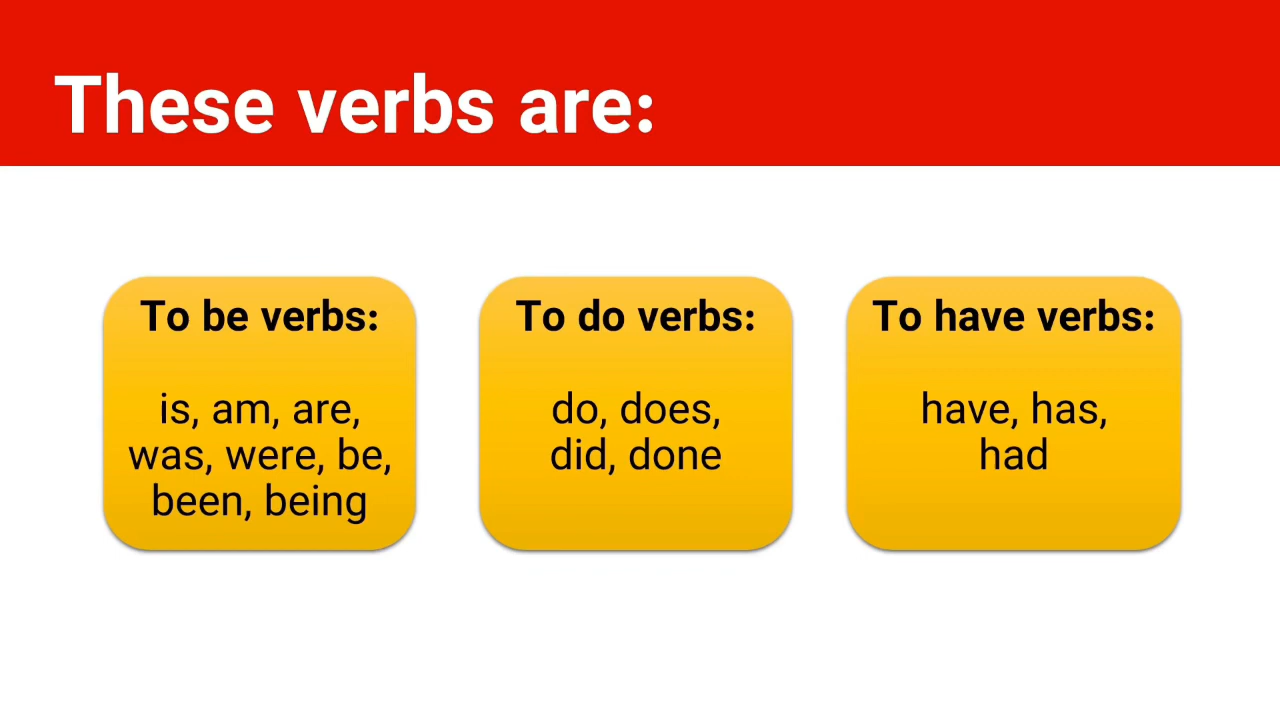 These verbs are:
To be verbs:
is, am, are,
was, were, be,
been, being
To do verbs:
do, does,
did, done
To have verbs:
have, has,
had